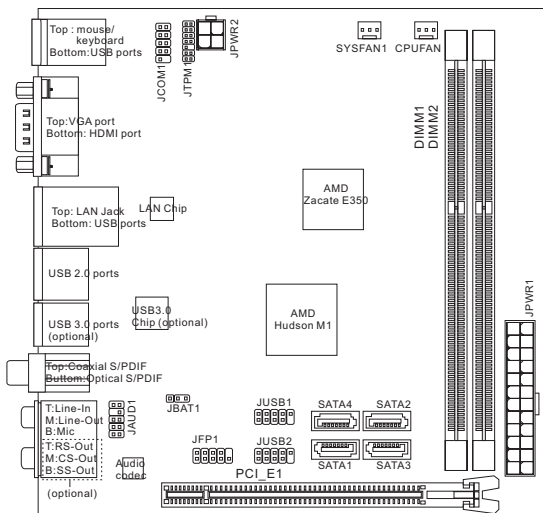 Top : mouse/
keyboard
Bottom: USB ports
JCOM1
JTPM1
JPWR2
SYSFAN1
CPUFAN
Top:VGA port
Bottom: HDMI port
DIMM1
DIMM2
AMD
Zacate E350
Top: LAN Jack
Bottom: USB ports
LAN Chip
USB 2.0 ports
USB 3.0 ports
(optional)
USB3.0
Chip (optional)
AMD
Hudson M1
JPWR1
Top:Coaxial S/PDIF
Buttom:Optical S/PDIF
T:Line-In
M:Line-Out
B:Mic
T:RS-Out
M:CS-Out
B:SS-Out
(optional)
JAUD1
JBAT1
JUSB1
SATA4
SATA2
Audio
codec
JFP1
JUSB2
SATA1
SATA3
PCI_E1